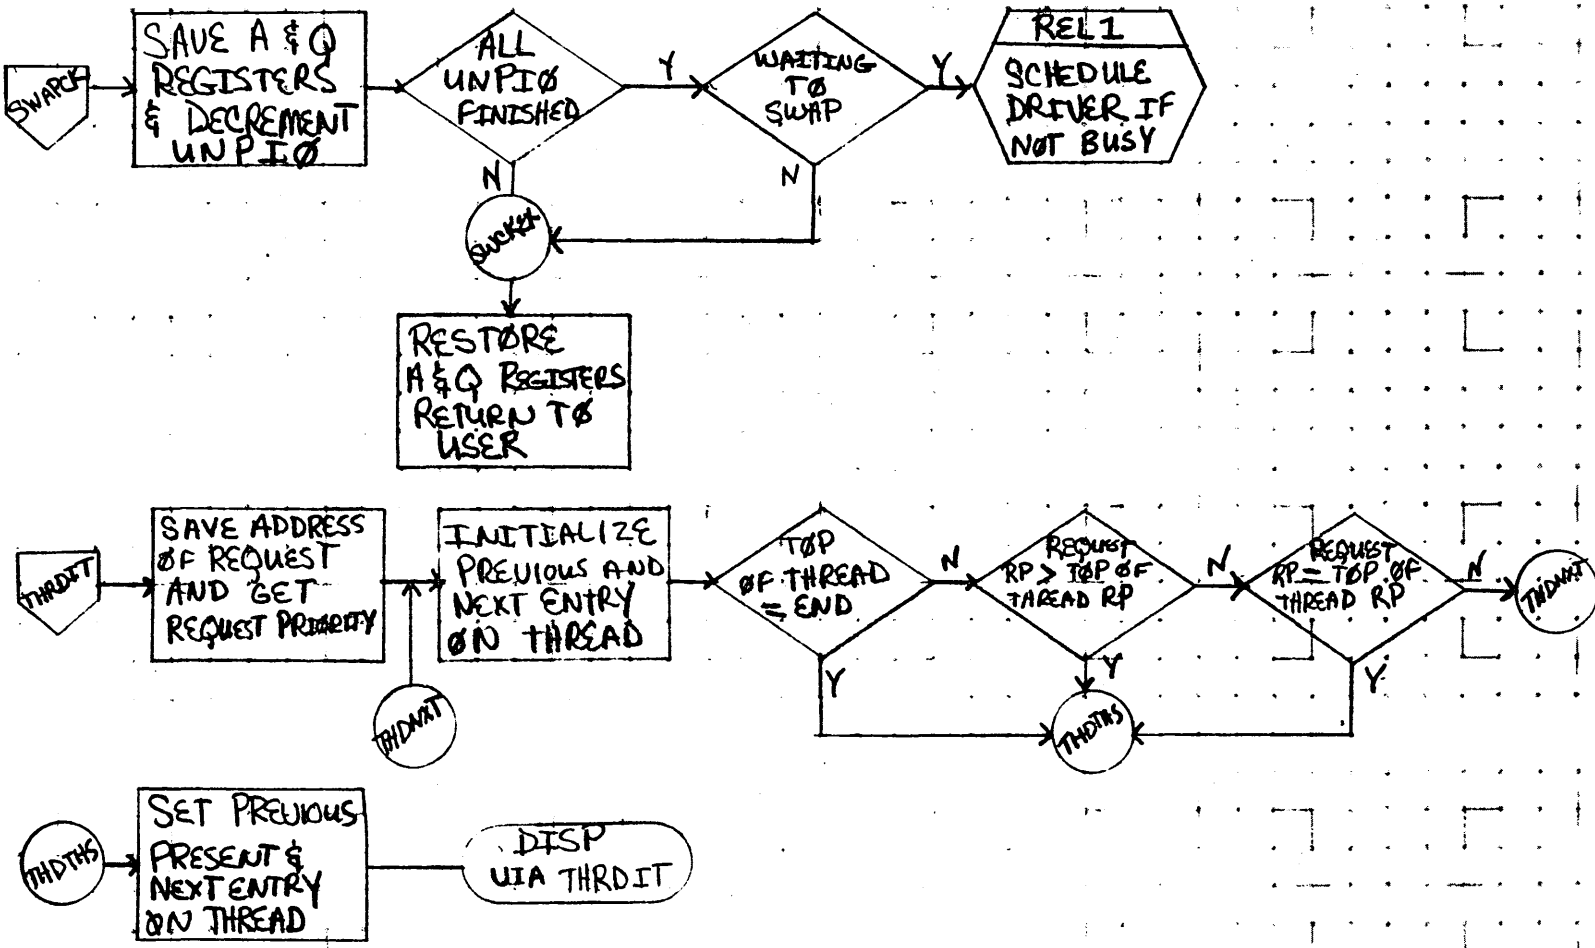 SWAPCK
SAVE A & Q
REGISTERS
& DECREMENT
UNPIØ
ALL
UNPIØ
FINISHED
Y
N
WAITING
TØ
SWAP
Y
N
REL1
SCHEDULE
DRIVER IF
NØT BUSY
SWCKEX
RESTØRE
A & Q REGISTERS
RETURN TØ
USER
THRDIT
SAVE ADDRESS
ØF REQUEST
AND GET
REQUEST PRIØRITY
THDNXT
INITIALIZE
PREVIOUS AND
NEXT ENTRY
ØN THREAD
TØP
ØF THREAD
= END
N
Y
REQUEST
RP > TØP ØF
THREAD RP
N
Y
REQUEST
RP = TØP ØF
THREAD RP
N
Y
THDNXT
THDTHS
THDTHS
SET PREVIOUS
PRESENT &
NEXT ENTRY
ØN THREAD
DISP
VIA THRDIT